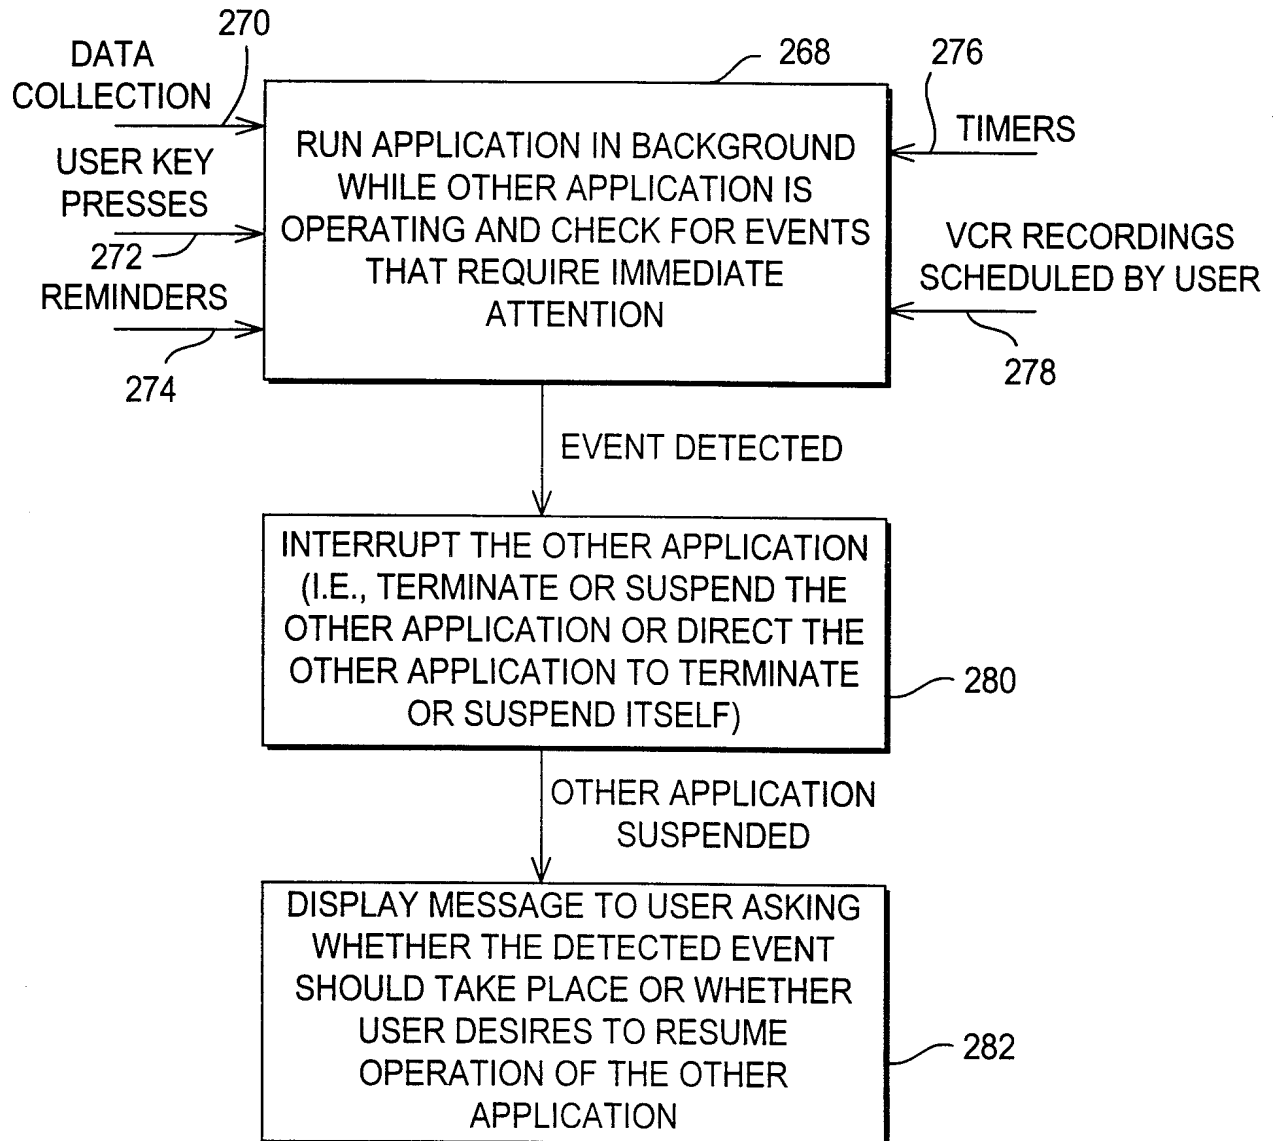 270
DATA
COLLECTION
USER KEY
PRESSES
272
REMINDERS
274
268
RUN APPLICATION IN BACKGROUND
WHILE OTHER APPLICATION IS
OPERATING AND CHECK FOR EVENTS
THAT REQUIRE IMMEDIATE
ATTENTION
276
TIMERS
VCR RECORDINGS
SCHEDULED BY USER
278
EVENT DETECTED
INTERRUPT THE OTHER APPLICATION
(I.E., TERMINATE OR SUSPEND THE
OTHER APPLICATION OR DIRECT THE
OTHER APPLICATION TO TERMINATE
OR SUSPEND ITSELF)
280
OTHER APPLICATION
SUSPENDED
DISPLAY MESSAGE TO USER ASKING
WHETHER THE DETECTED EVENT
SHOULD TAKE PLACE OR WHETHER
USER DESIRES TO RESUME
OPERATION OF THE OTHER
APPLICATION
282